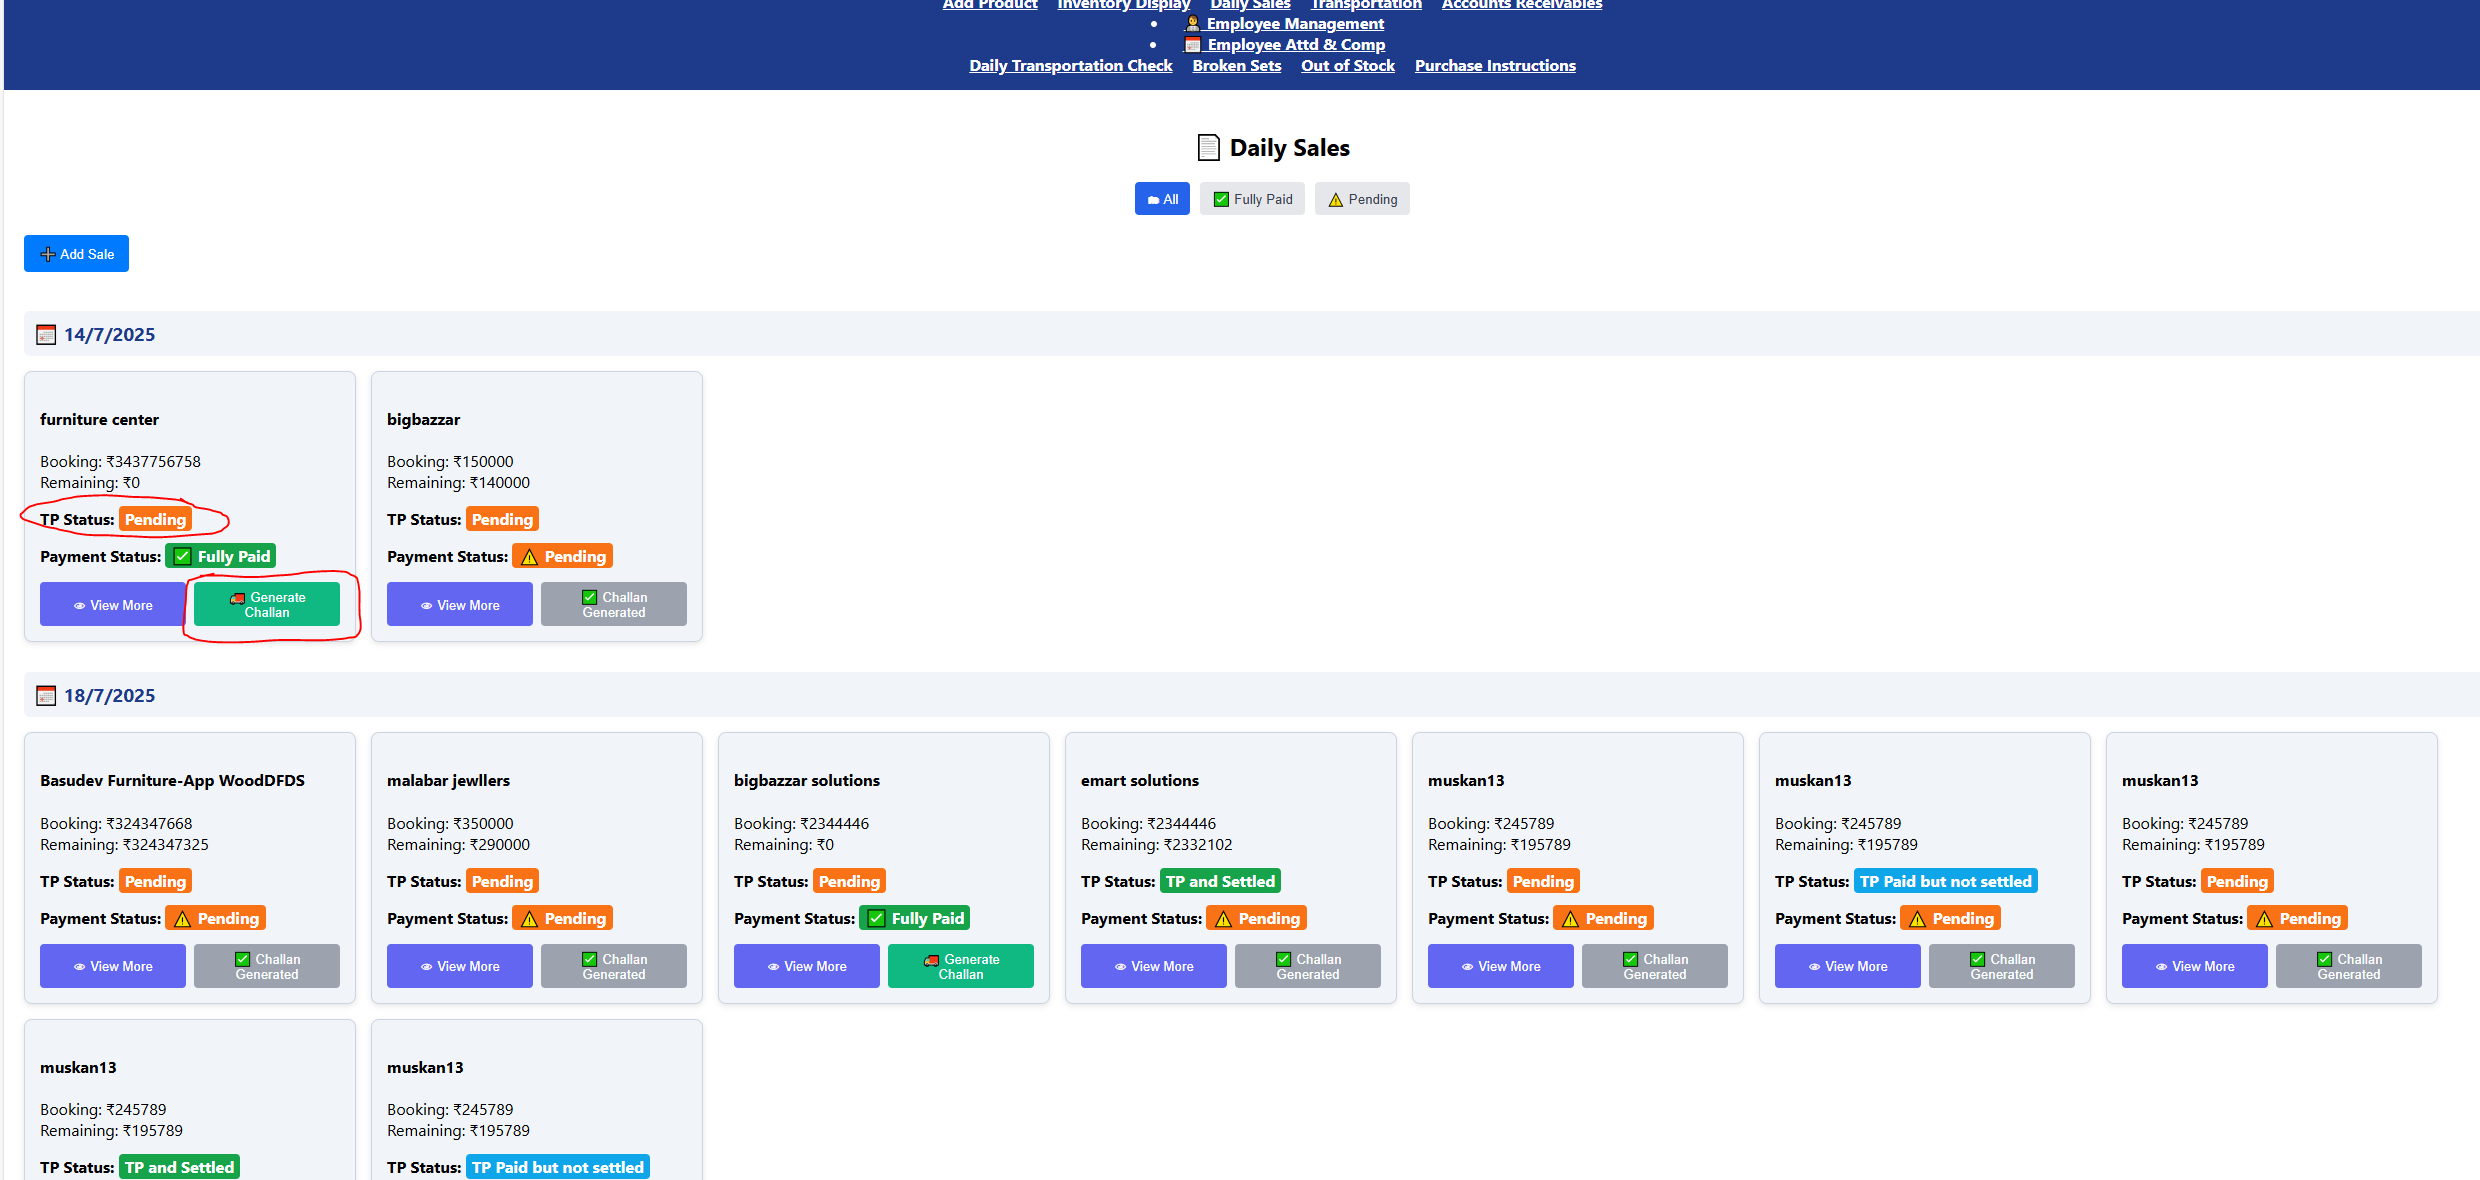 Add Product Inventory Display Daily Sales Transportation Accounts Receivables
Employee Management
Employee Attd & Comp
Daily Transportation Check Broken Sets Out of Stock Purchase Instructions
Daily Sales
All Fully Paid Pending
Add Sale
14/7/2025
furniture center
Booking: ₹3437756758
Remaining: ₹0
TP Status: Pending
Payment Status: Fully Paid
View More Generate Challan
bigbazzar
Booking: ₹150000
Remaining: ₹140000
TP Status: Pending
Payment Status: Pending
View More Challan Generated
18/7/2025
Basudev Furniture-App WoodDFDS
Booking: ₹324347668
Remaining: ₹324347325
TP Status: Pending
Payment Status: Pending
View More Challan Generated
malabar jewllers
Booking: ₹350000
Remaining: ₹290000
TP Status: Pending
Payment Status: Pending
View More Challan Generated
bigbazzar solutions
Booking: ₹2344446
Remaining: ₹0
TP Status: Pending
Payment Status: Fully Paid
View More Generate Challan
emart solutions
Booking: ₹2344446
Remaining: ₹2332102
TP Status: TP and Settled
Payment Status: Pending
View More Challan Generated
muskan13
Booking: ₹245789
Remaining: ₹195789
TP Status: Pending
Payment Status: Pending
View More Challan Generated
muskan13
Booking: ₹245789
Remaining: ₹195789
TP Status: TP Paid but not settled
Payment Status: Pending
View More Challan Generated
muskan13
Booking: ₹245789
Remaining: ₹195789
TP Status: Pending
Payment Status: Pending
View More Challan Generated
muskan13
Booking: ₹245789
Remaining: ₹195789
TP Status: TP and Settled
muskan13
Booking: ₹245789
Remaining: ₹195789
TP Status: TP Paid but not settled